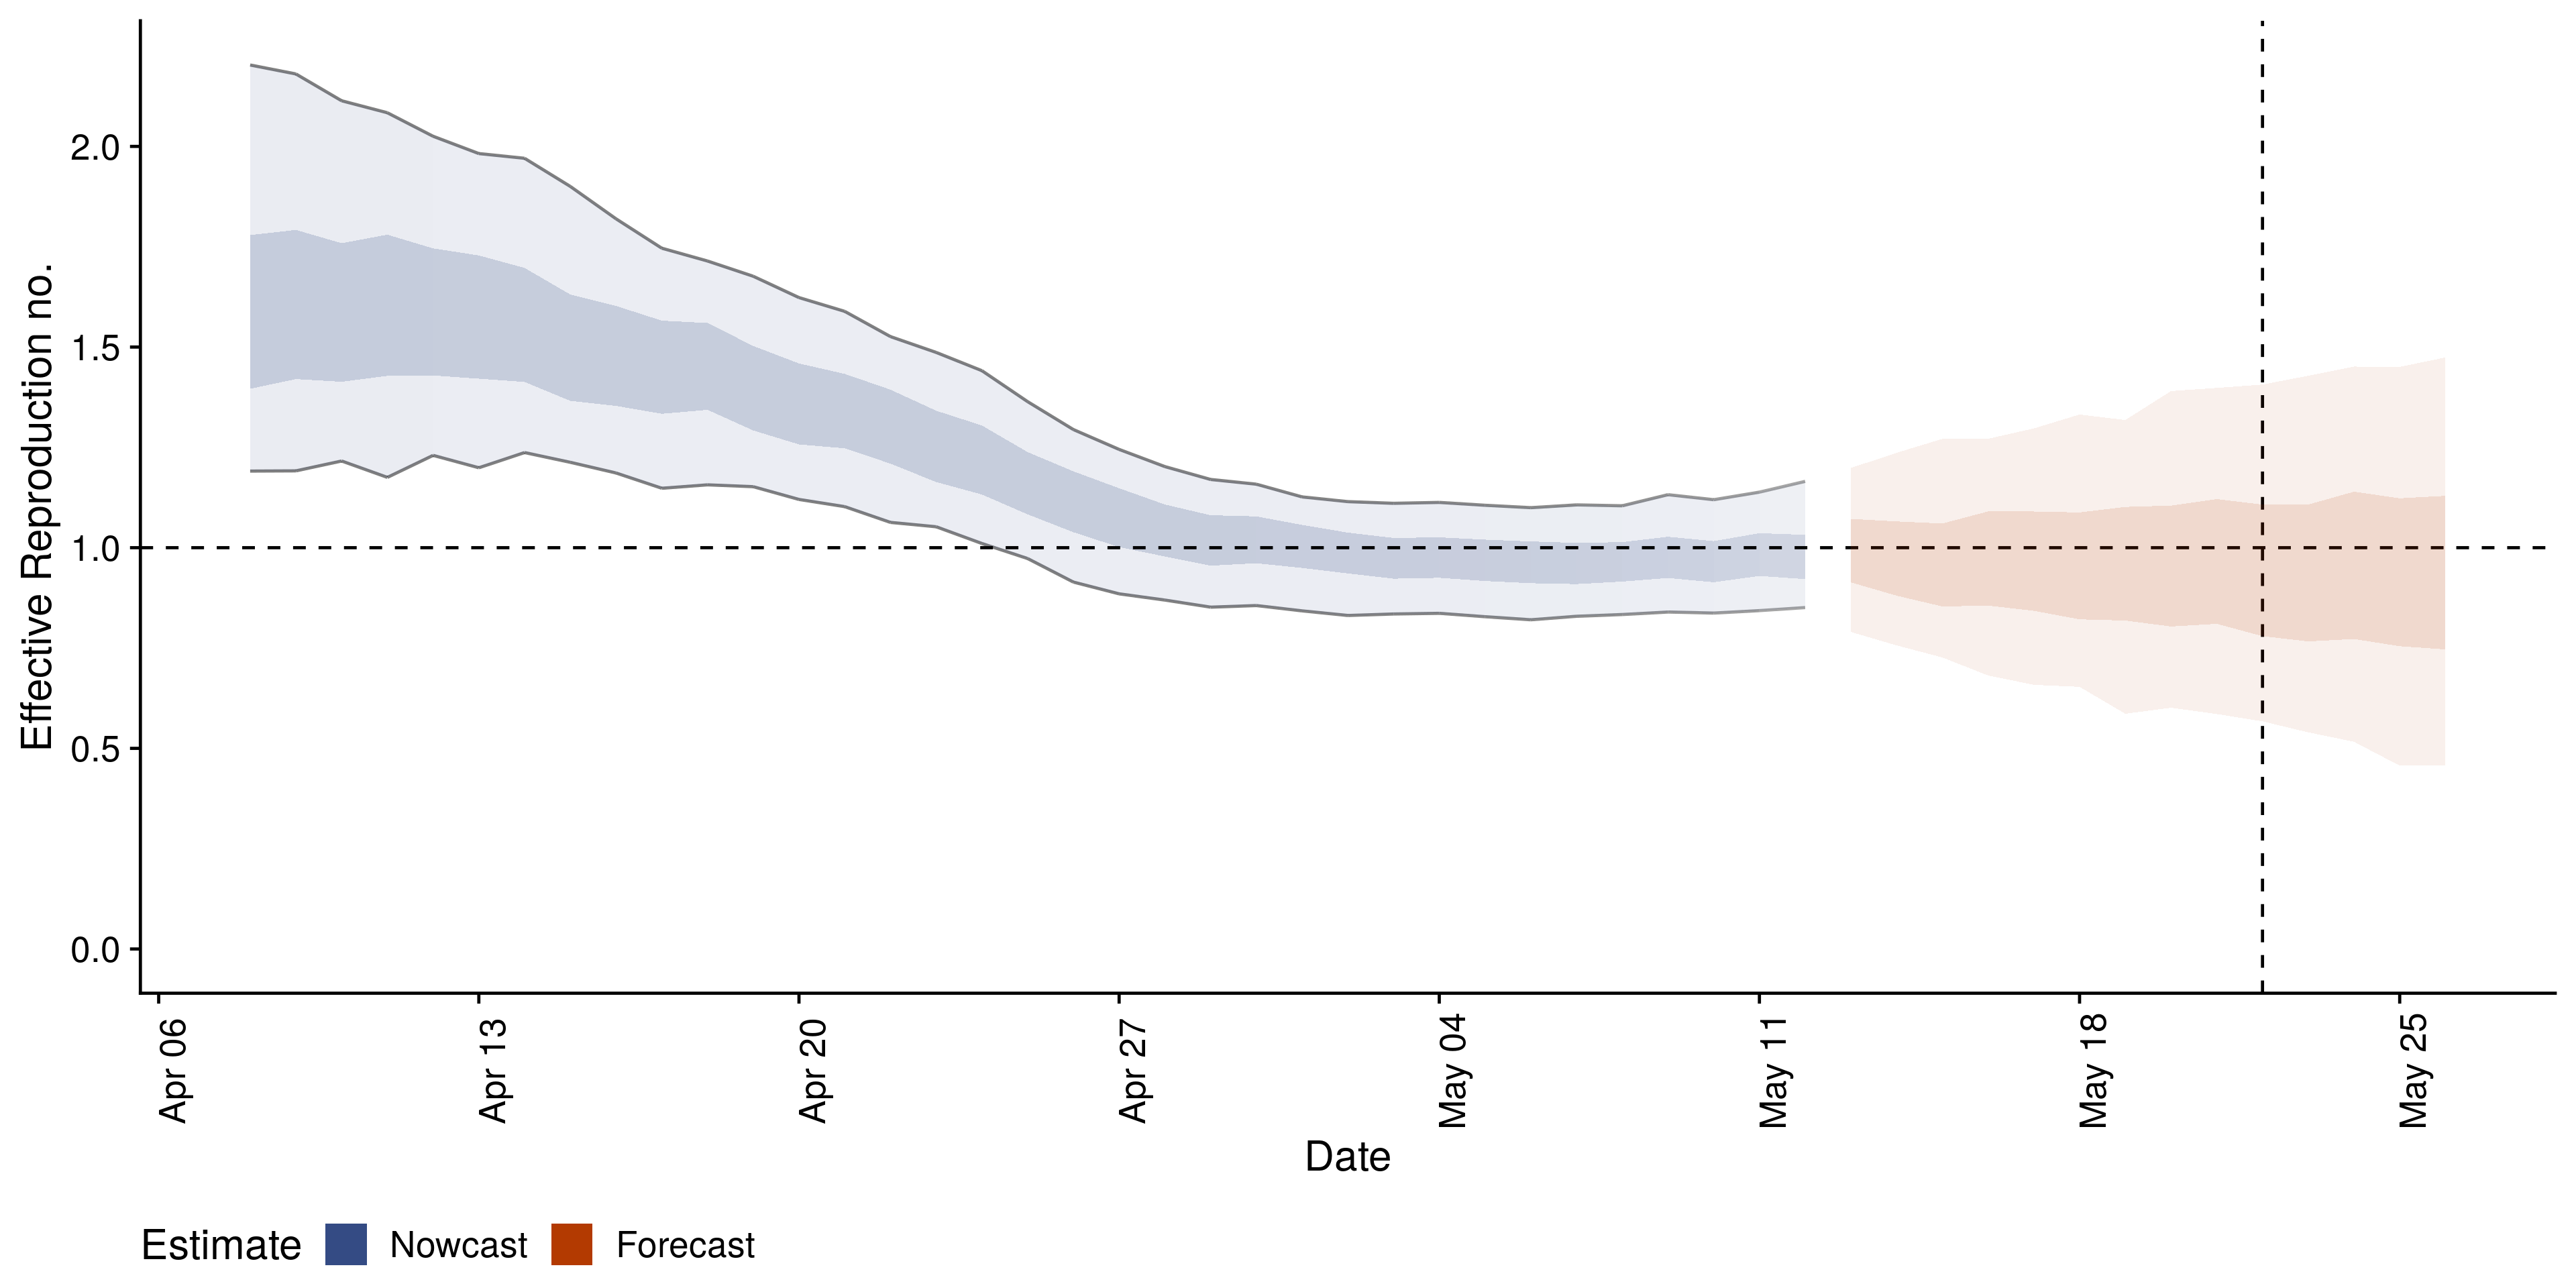 Effective Reproduction no.
2.0
1.5
1.0
0.5
0.0
Apr 06
Apr 13
Apr 20
Apr 27
May 04
May 11
May 18
May 25
Date
Estimate Nowcast Forecast